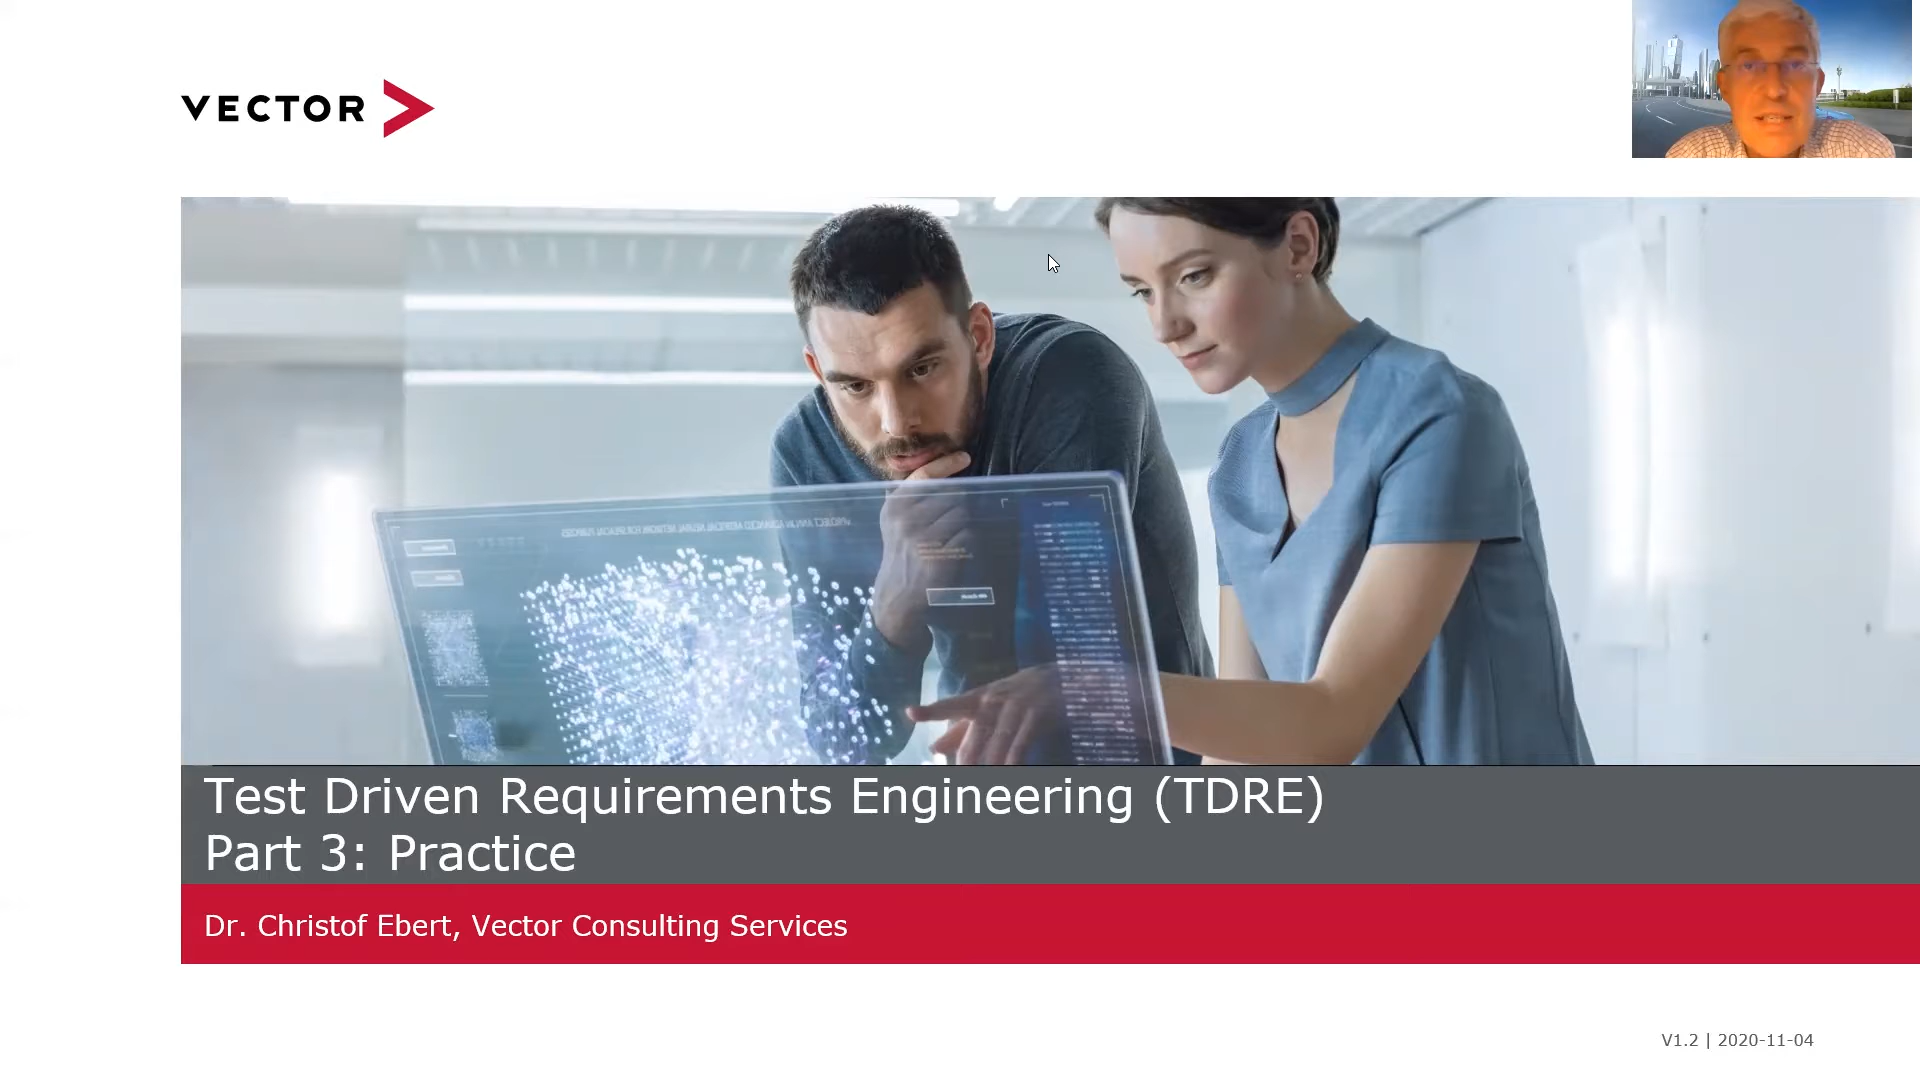 VECTOR
Test Driven Requirements Engineering (TDRE)
Part 3: Practice
Dr. Christof Ebert, Vector Consulting Services
V1.2 | 2020-11-04